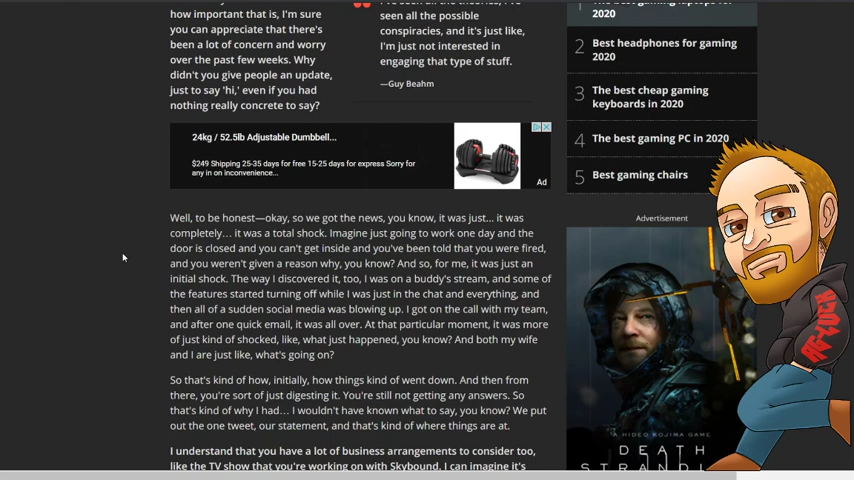 how important that is, I'm sure
you can appreciate that there's
been a lot of concern and worry
over the past few weeks. Why
didn't you give people an update,
just to say 'hi,' even if you had
nothing really concrete to say?
I've seen all the theories, I've
seen all the possible
conspiracies, and it's just like,
I'm just not interested in
engaging that type of stuff.
—Guy Beahm
24kg / 52.5lb Adjustable Dumbbell...
$249 Shipping 25-35 days for free 15-25 days for express Sorry for
any in on inconvenience...
Ad
Well, to be honest—okay, so we got the news, you know, it was just... it was
completely… it was a total shock. Imagine just going to work one day and the
door is closed and you can't get inside and you've been told that you were fired,
and you weren't given a reason why, you know? And so, for me, it was just an
initial shock. The way I discovered it, too, I was on a buddy's stream, and some of
the features started turning off while I was just in the chat and everything, and
then all of a sudden social media was blowing up. I got on the call with my team,
and after one quick email, it was all over. At that particular moment, it was more
of just kind of shocked, like, what just happened, you know? And both my wife
and I are just like, what's going on?
So that's kind of how, initially, how things kind of went down. And then from
there, you're sort of just digesting it. You're still not getting any answers. So
that's kind of why I had… I wouldn't have known what to say, you know? We put
out the one tweet, our statement, and that's kind of where things are at.
I understand that you have a lot of business arrangements to consider too,
like the TV show that you're working on with Skybound. I can imagine it's
1 The best gaming laptops for
2020
2 Best headphones for gaming
2020
3 The best cheap gaming
keyboards in 2020
4 The best gaming PC in 2020
5 Best gaming chairs
Advertisement
A HIDEO KOJIMA GAME
DEATH
AG-LUCK